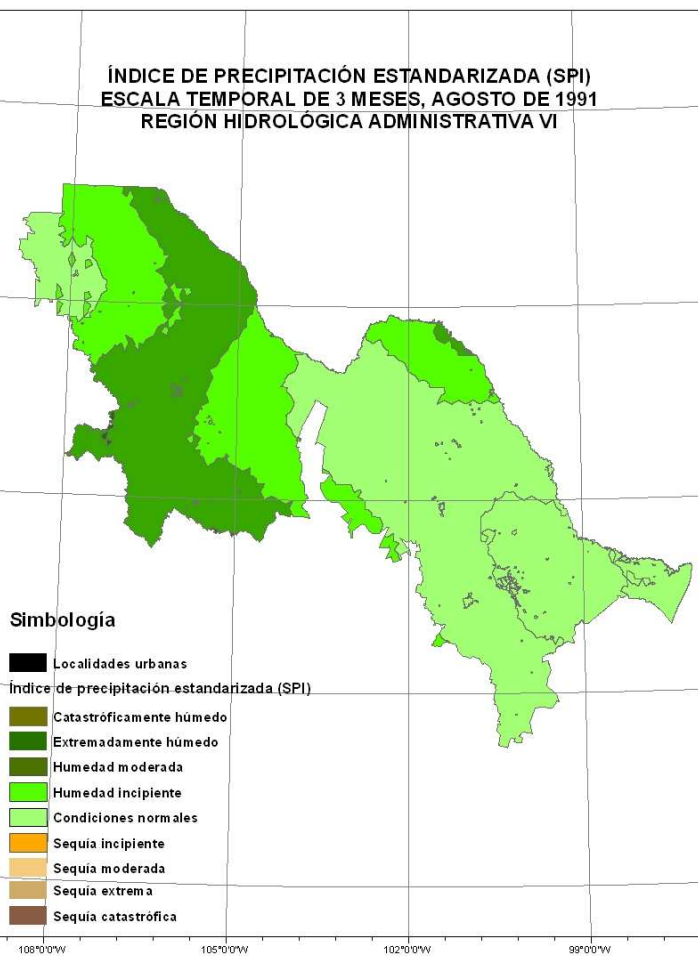 ÍNDICE DE PRECIPITACIÓN ESTANDARIZADA (SPI)
ESCALA TEMPORAL DE 3 MESES, AGOSTO DE 1991
REGIÓN HIDROLÓGICA ADMINISTRATIVA VI
Simbología
Localidades urbanas
Índice de precipitación estandarizada (SPI)
Catastróficamente húmedo
Extremadamente húmedo
Humedad moderada
Humedad incipiente
Condiciones normales
Sequía incipiente
Sequía moderada
Sequía extrema
Sequía catastrófica
108°0'0"W 105°0'0"W 102°0'0"W 99°0'0"W